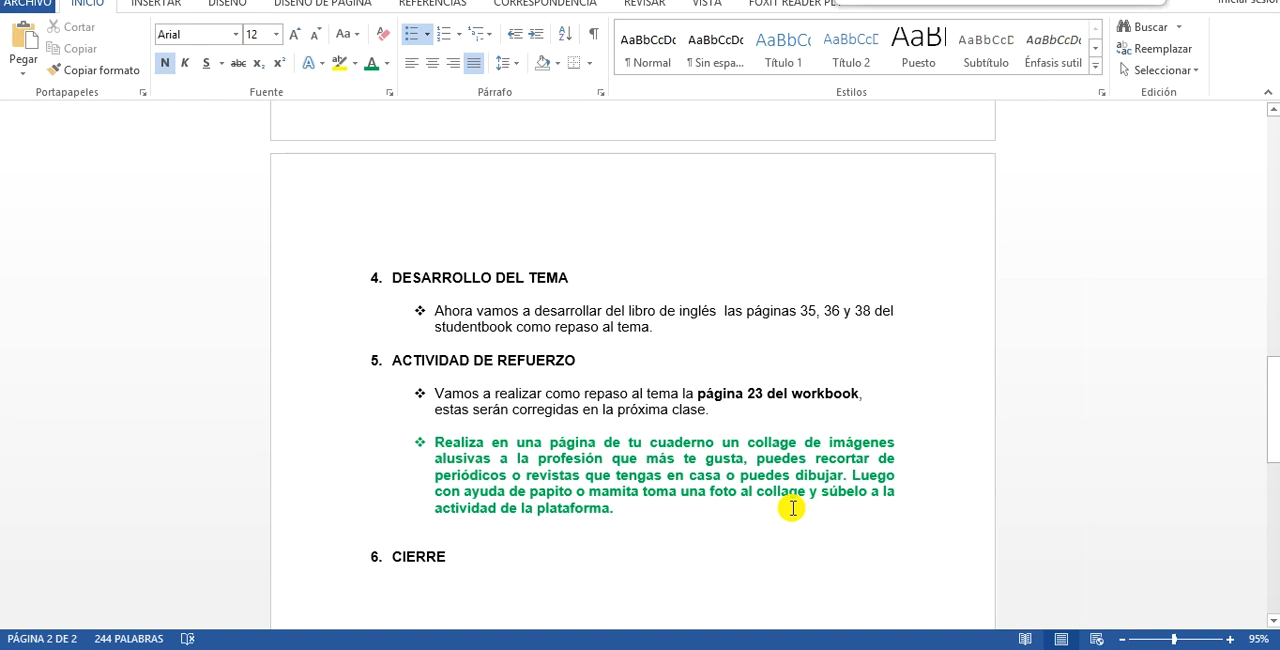 ARCHIVO INICIO INSERTAR DISEÑO DISEÑO DE PÁGINA REFERENCIAS CORRESPONDENCIA REVISAR VISTA FOXIT READER
Pegar
Cortar
Copiar
Copiar formato
Portapapeles
Arial 12
Aa
N K S abc x₂ x²
A A
Fuente
Párrafo
AaBbCcDc AaBbCcDc AaBbCc AaBbCcD AaBl AaBbCcD AaBbCcDc
¶ Normal ¶ Sin espa... Título 1 Título 2 Puesto Subtítulo Énfasis sutil
Estilos
Buscar
Reemplazar
Seleccionar
Edición
4. DESARROLLO DEL TEMA
❖ Ahora vamos a desarrollar del libro de inglés las páginas 35, 36 y 38 del
studentbook como repaso al tema.
5. ACTIVIDAD DE REFUERZO
❖ Vamos a realizar como repaso al tema la página 23 del workbook,
estas serán corregidas en la próxima clase.
❖ Realiza en una página de tu cuaderno un collage de imágenes
alusivas a la profesión que más te gusta, puedes recortar de
periódicos o revistas que tengas en casa o puedes dibujar. Luego
con ayuda de papito o mamita toma una foto al collage y súbelo a la
actividad de la plataforma.
6. CIERRE
PÁGINA 2 DE 2 244 PALABRAS 95%